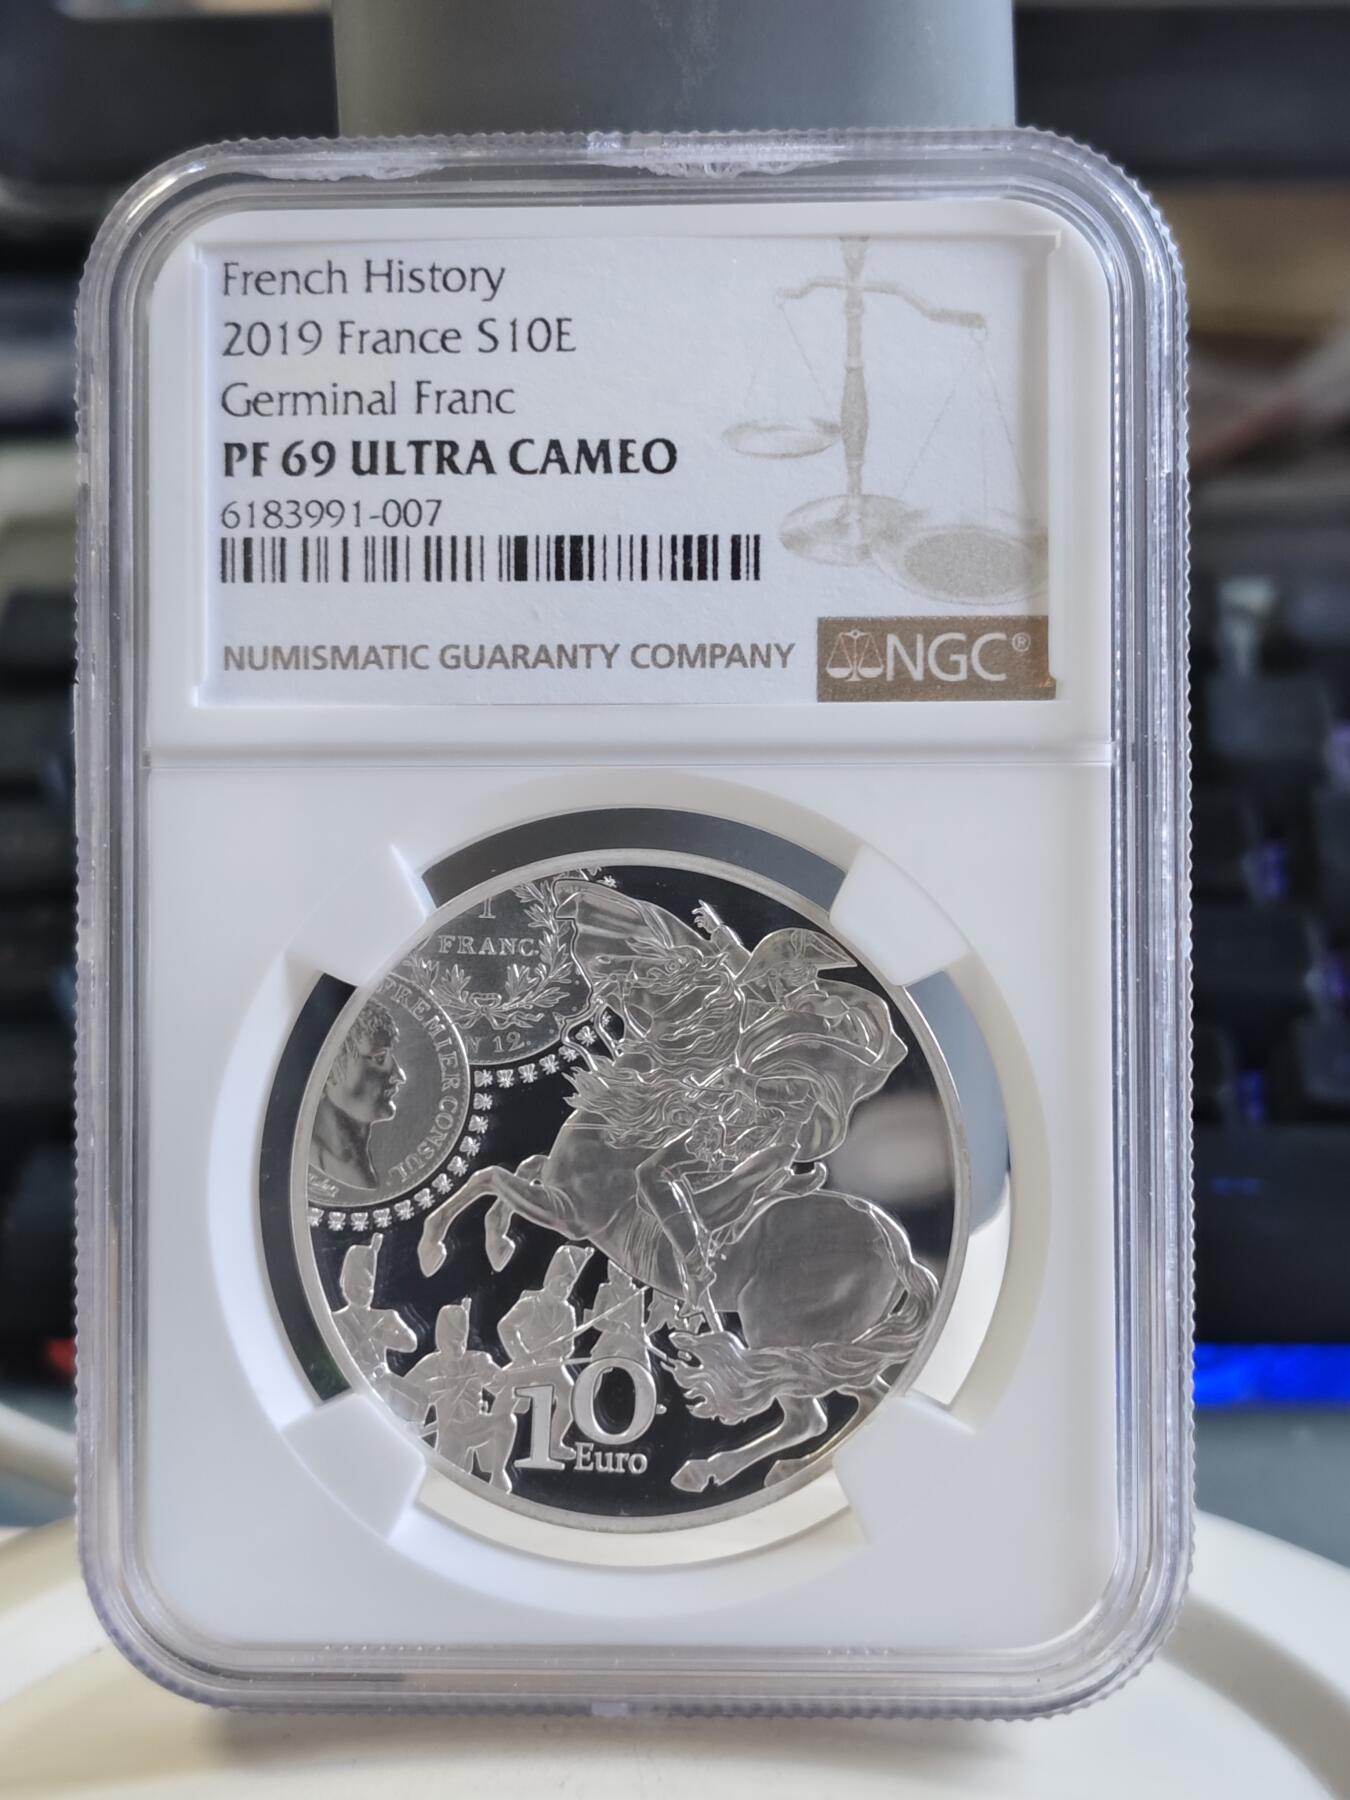 French History
2019 France S10E
Germinal Franc
PF 69 ULTRA CAMEO
6183991-007
NUMISMATIC GUARANTY COMPANY
NGC®
1
FRANC.
N 12.
PREMIER CONSUL.
10
Euro